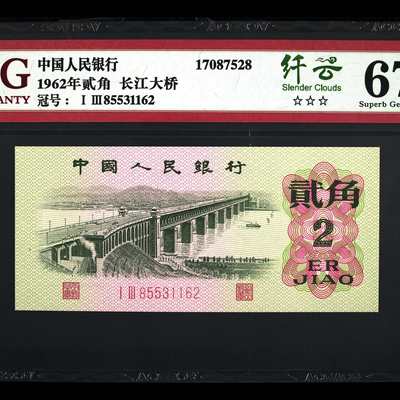 G
ANTY
中国人民银行
1962年贰角 长江大桥
冠号： I III 85531162
17087528
纤云
Slender Clouds
☆☆☆
67
Superb Ge
中國人民銀行
貳角
2
ER
JIAO
I III 85531162